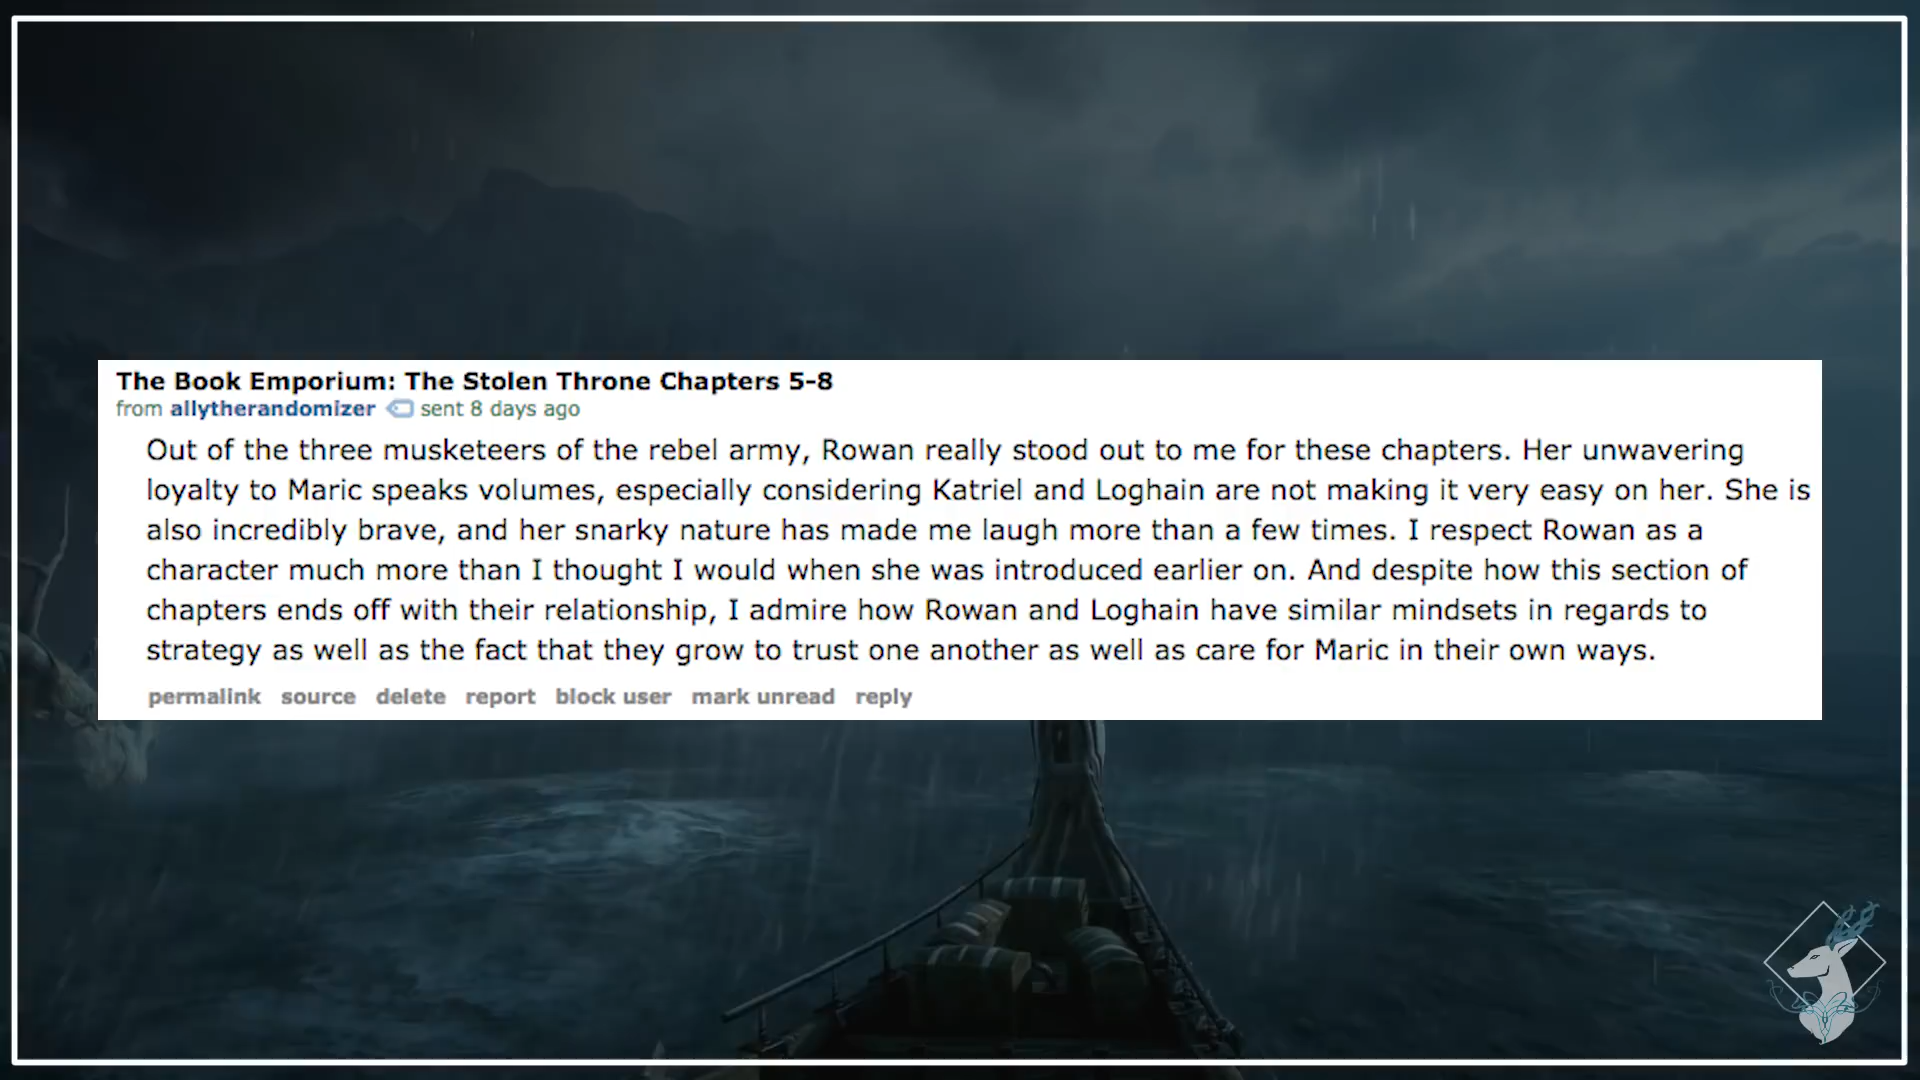 The Book Emporium: The Stolen Throne Chapters 5-8
from allytherandomizer sent 8 days ago
Out of the three musketeers of the rebel army, Rowan really stood out to me for these chapters. Her unwavering
loyalty to Maric speaks volumes, especially considering Katriel and Loghain are not making it very easy on her. She is
also incredibly brave, and her snarky nature has made me laugh more than a few times. I respect Rowan as a
character much more than I thought I would when she was introduced earlier on. And despite how this section of
chapters ends off with their relationship, I admire how Rowan and Loghain have similar mindsets in regards to
strategy as well as the fact that they grow to trust one another as well as care for Maric in their own ways.
permalink source delete report block user mark unread reply